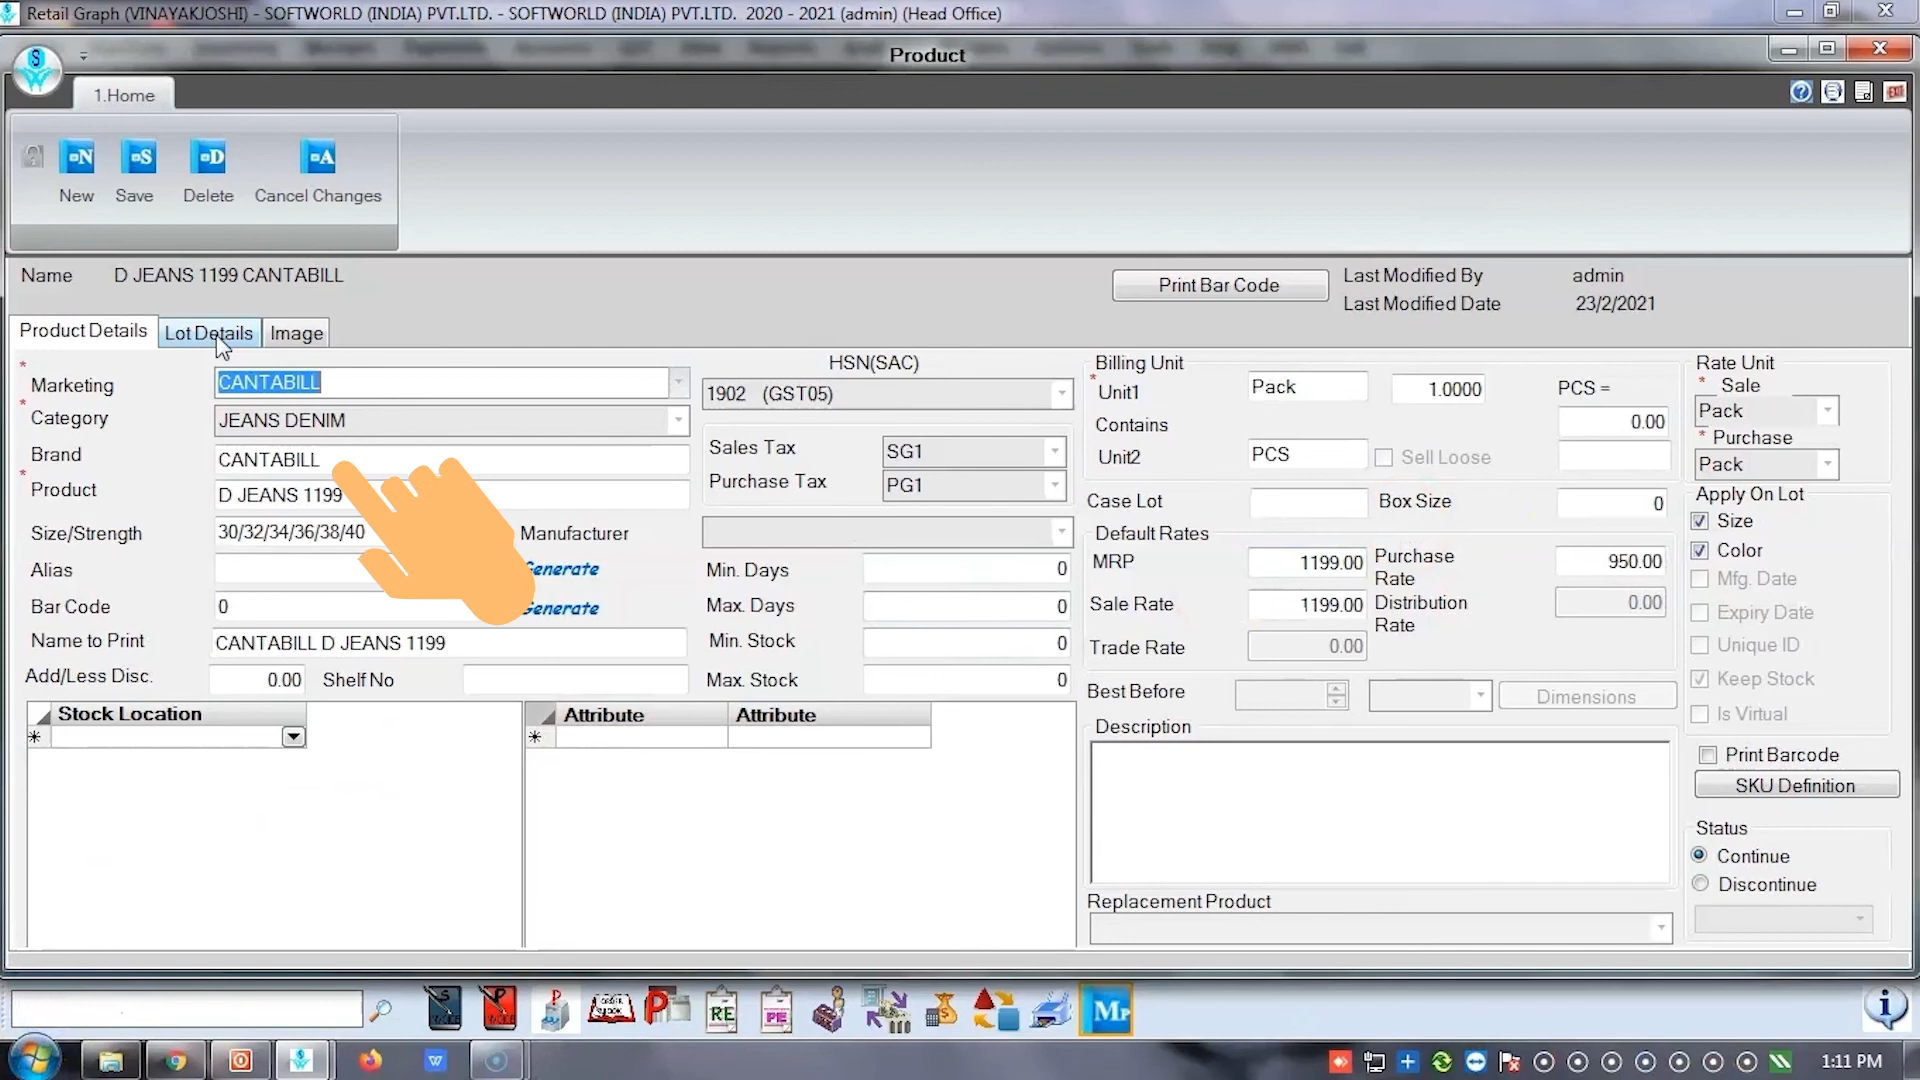 Retail Graph (VINAYAKJOSHI) - SOFTWORLD (INDIA) PVT.LTD. - SOFTWORLD (INDIA) PVT.LTD. 2020 - 2021 (admin) (Head Office)
Product
1.Home
New Save Delete Cancel Changes
Name D JEANS 1199 CANTABILL
Print Bar Code
Last Modified By admin
Last Modified Date 23/2/2021
Product Details Lot Details Image
* Marketing CANTABILL
* Category JEANS DENIM
Brand CANTABILL
* Product D JEANS 1199
Size/Strength 30/32/34/36/38/40
Manufacturer
Alias Generate
Bar Code 0 Generate
Name to Print CANTABILL D JEANS 1199
Add/Less Disc. 0.00 Shelf No
Stock Location
Attribute Attribute
HSN(SAC)
1902 (GST05)
Sales Tax SG1
Purchase Tax PG1
Min. Days 0
Max. Days 0
Min. Stock 0
Max. Stock 0
Billing Unit
* Unit1 Pack 1.0000 PCS =
Contains 0.00
Unit2 PCS Sell Loose
Case Lot Box Size 0
Default Rates
MRP 1199.00 Purchase Rate 950.00
Sale Rate 1199.00 Distribution Rate 0.00
Trade Rate 0.00
Best Before Dimensions
Description
Replacement Product
Rate Unit
* Sale
Pack
* Purchase
Pack
Apply On Lot
Size
Color
Mfg. Date
Expiry Date
Unique ID
Keep Stock
Is Virtual
Print Barcode
SKU Definition
Status
Continue
Discontinue
1:11 PM